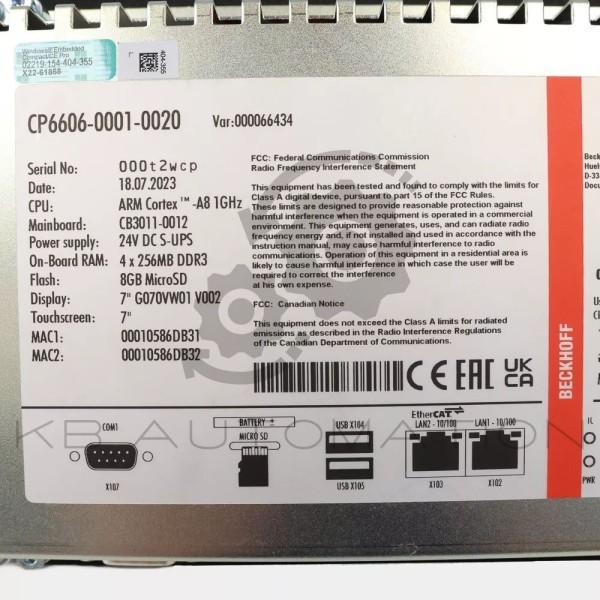 Windows®Embedded
Compact7CE Pro
02219-154-404-355
X22-61858
404-355
CP6606-0001-0020 Var:000066434
Serial No: 000t2wcp
Date: 18.07.2023
CPU: ARM Cortex ™-A8 1GHz
Mainboard: CB3011-0012
Power supply: 24V DC S-UPS
On-Board RAM: 4 x 256MB DDR3
Flash: 8GB MicroSD
Display: 7" G070VW01 V002
Touchscreen: 7"
MAC1: 00010586DB31
MAC2: 00010586DB32
FCC: Federal Communications Commission
Radio Frequency Interference Statement
This equipment has been tested and found to comply with the limits for
Class A digital device, pursuant to part 15 of the FCC Rules.
These limits are designed to provide reasonable protection against
harmful interference when the equipment is operated in a commercial
environment. This equipment generates, uses, and can radiate radio
frequency energy and, if not installed and used in accordance with the
instruction manual, may cause harmful interference to radio
communications. Operation of this equipment in a residential area is
likely to cause harmful interference in which case the user will be
required to correct the interference
at his own expense.
FCC: Canadian Notice
This equipment does not exceed the Class A limits for radiated
emissions as described in the Radio Interference Regulations
of the Canadian Department of Communications.
CE EAC UK
CA
BECKHOFF
COM1
X107
BATTERY
MICRO SD
USB X104
USB X105
EtherCAT
LAN2 - 10/100
X103
LAN1 - 10/100
X102
PWR
KB AUTOMATION